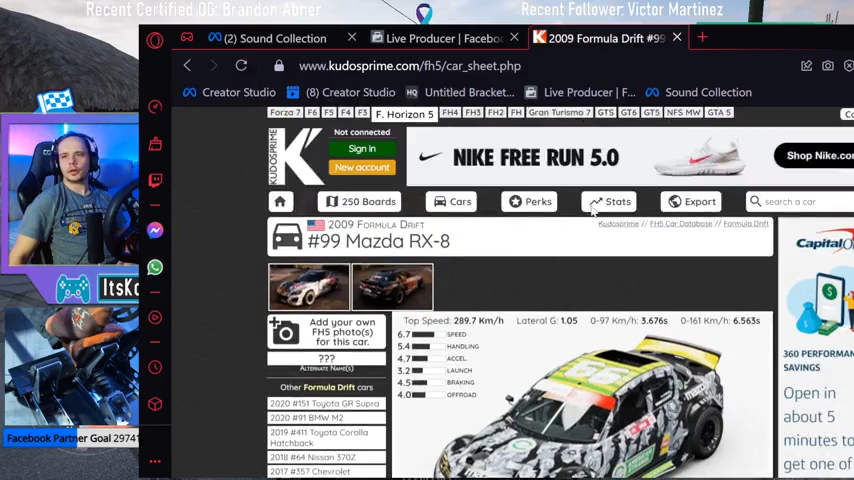 Recent Certified OG: Brandon Abner
Recent Follower: Victor Martinez
(2) Sound Collection
Live Producer | Faceboo
2009 Formula Drift #99
www.kudosprime.com/fh5/car_sheet.php
Creator Studio
(8) Creator Studio
HQ
Untitled Bracket...
Live Producer | F...
Sound Collection
Forza 7
F6
F5
F4
F3
F. Horizon 5
FH4
FH3
FH2
FH
Gran Turismo 7
GTS
GT6
GT5
NFS MW
GTA 5
Co
KUDOSPRIME
Not connected
Sign in
New account
NIKE FREE RUN 5.0
Shop Nike.co
250 Boards
Cars
Perks
Stats
Export
search a car
2009 Formula Drift
#99 Mazda RX-8
Kudosprime // FH5 Car Database // Formula Drift
Add your own
FH5 photo(s)
for this car.
???
Alternate Name(s)
Other Formula Drift cars
2020 #151 Toyota GR Supra
2020 #91 BMW M2
2019 #411 Toyota Corolla
Hatchback
2018 #64 Nissan 370Z
2017 #357 Chevrolet
Top Speed: 289.7 Km/h
Lateral G: 1.05
0-97 Km/h: 3.676s
0-161 Km/h: 6.563s
6.7 SPEED
5.4 HANDLING
4.7 ACCEL.
3.2 LAUNCH
4.5 BRAKING
4.0 OFFROAD
Capital O
360 PERFORMAN
SAVINGS
Open in
about 5
minutes to
get one of
ItsKo
Facebook Partner Goal 29741